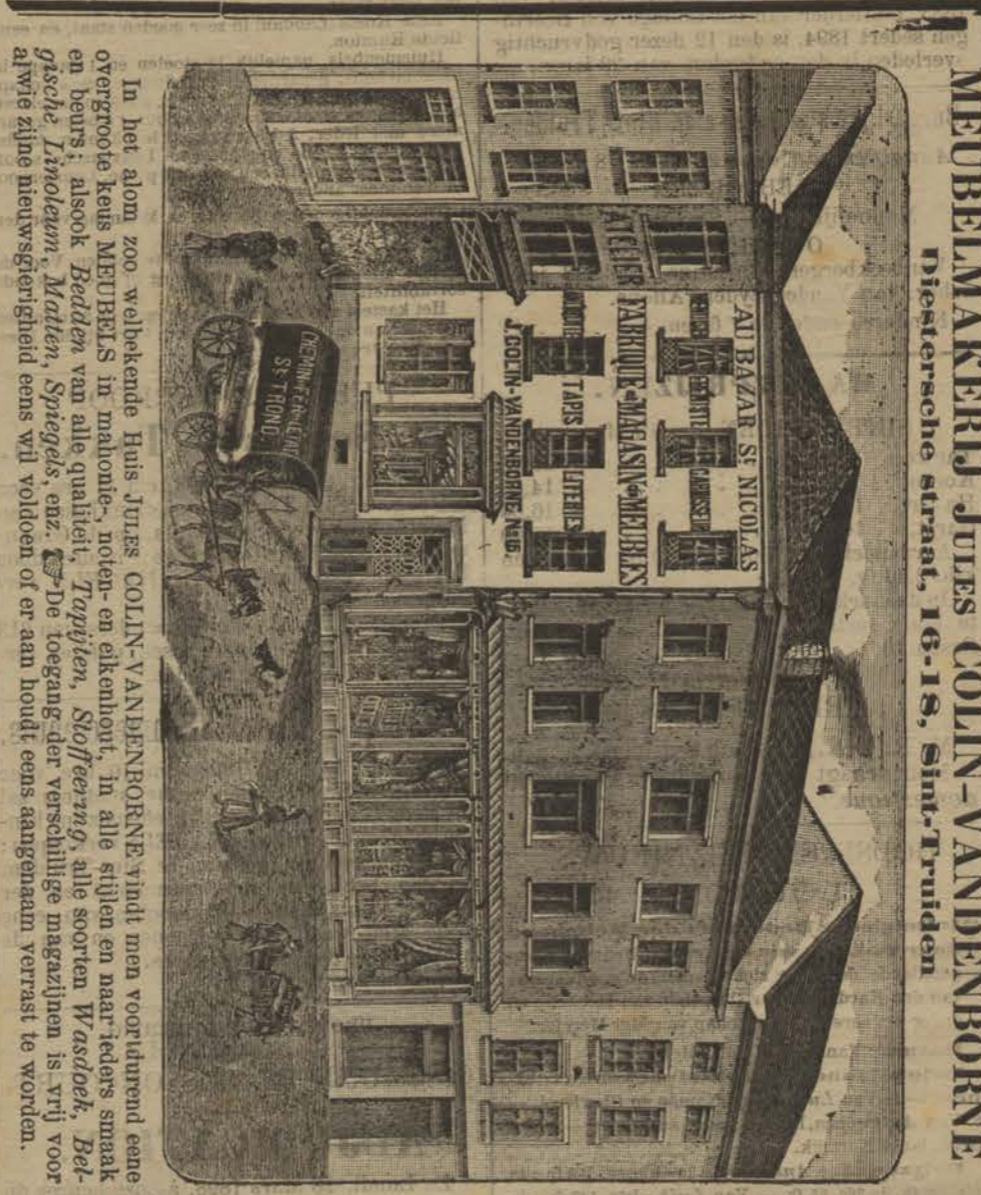 MEUBELMAKERIJ JULES COLIN-VANDENBORNE
Diestersche straat, 16-18, Sint-Truiden
AU BAZAR St NICOLAS
FABRIQUE & MAGASIN DE MEUBLES
ATELIER
TAPIS LITERIES
J. COLIN-VANDENBORNE, No 16.
CHEMIN DE FER
St TROND.
In het alom zoo welbekende Huis JULES COLIN-VANDENBORNE vindt men voortdurend eene
overgroote keus MEUBELS in mahonie-, noten- en eikenhout, in alle stijlen en naar ieders smaak
en beurs; alsook Bedden van alle qualiteit, Tapijten, Stoffeering, alle soorten Wasdoek, Bel-
gische Linoleum, Matten, Spiegels, enz. ☞ De toegang der verschillige magazijnen is vrij voor
alwie zijne nieuwsgierigheid eens wil voldoen of er aan houdt eens aangenaam verrast te worden.